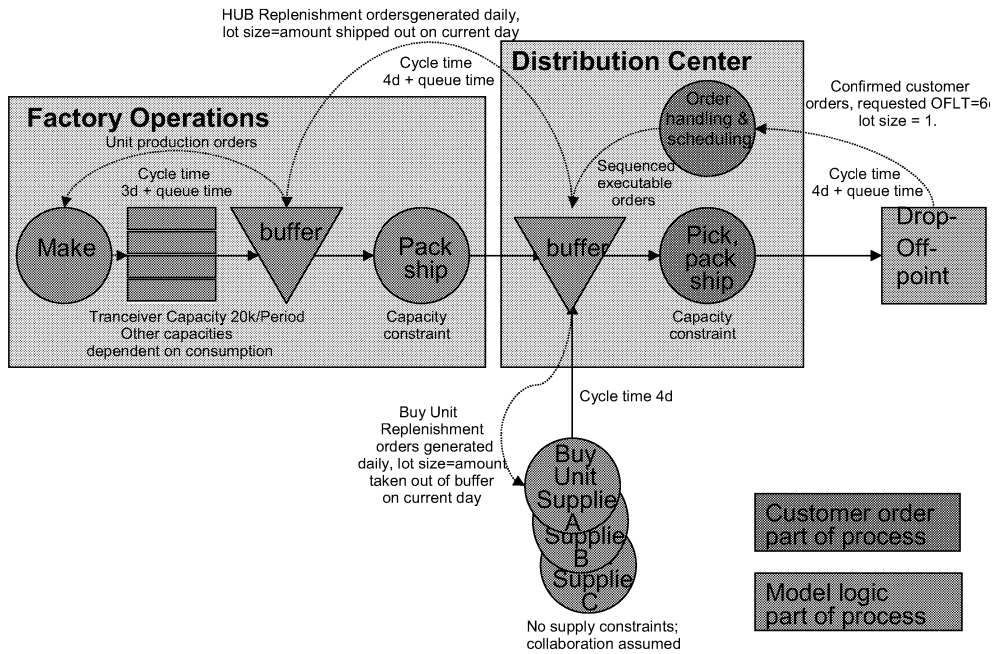 HUB Replenishment ordersgenerated daily,
lot size=amount shipped out on current day
Cycle time
4d + queue time
Distribution Center
Order
handling &
scheduling
Confirmed customer
orders, requested OFLT=6
lot size = 1.
Factory Operations
Unit production orders
Cycle time
3d + queue time
Sequenced
executable
orders
Cycle time
4d + queue time
Make
buffer
Pack
ship
buffer
Pick,
pack
ship
Drop-
Off-
point
Tranceiver Capacity 20k/Period
Other capacities
dependent on consumption
Capacity
constraint
Capacity
constraint
Cycle time 4d
Buy Unit
Replenishment
orders generated
daily, lot size=amount
taken out of buffer
on current day
Buy
Unit
Supplie
A
Supplie
B
Supplie
C
No supply constraints;
collaboration assumed
Customer order
part of process
Model logic
part of process